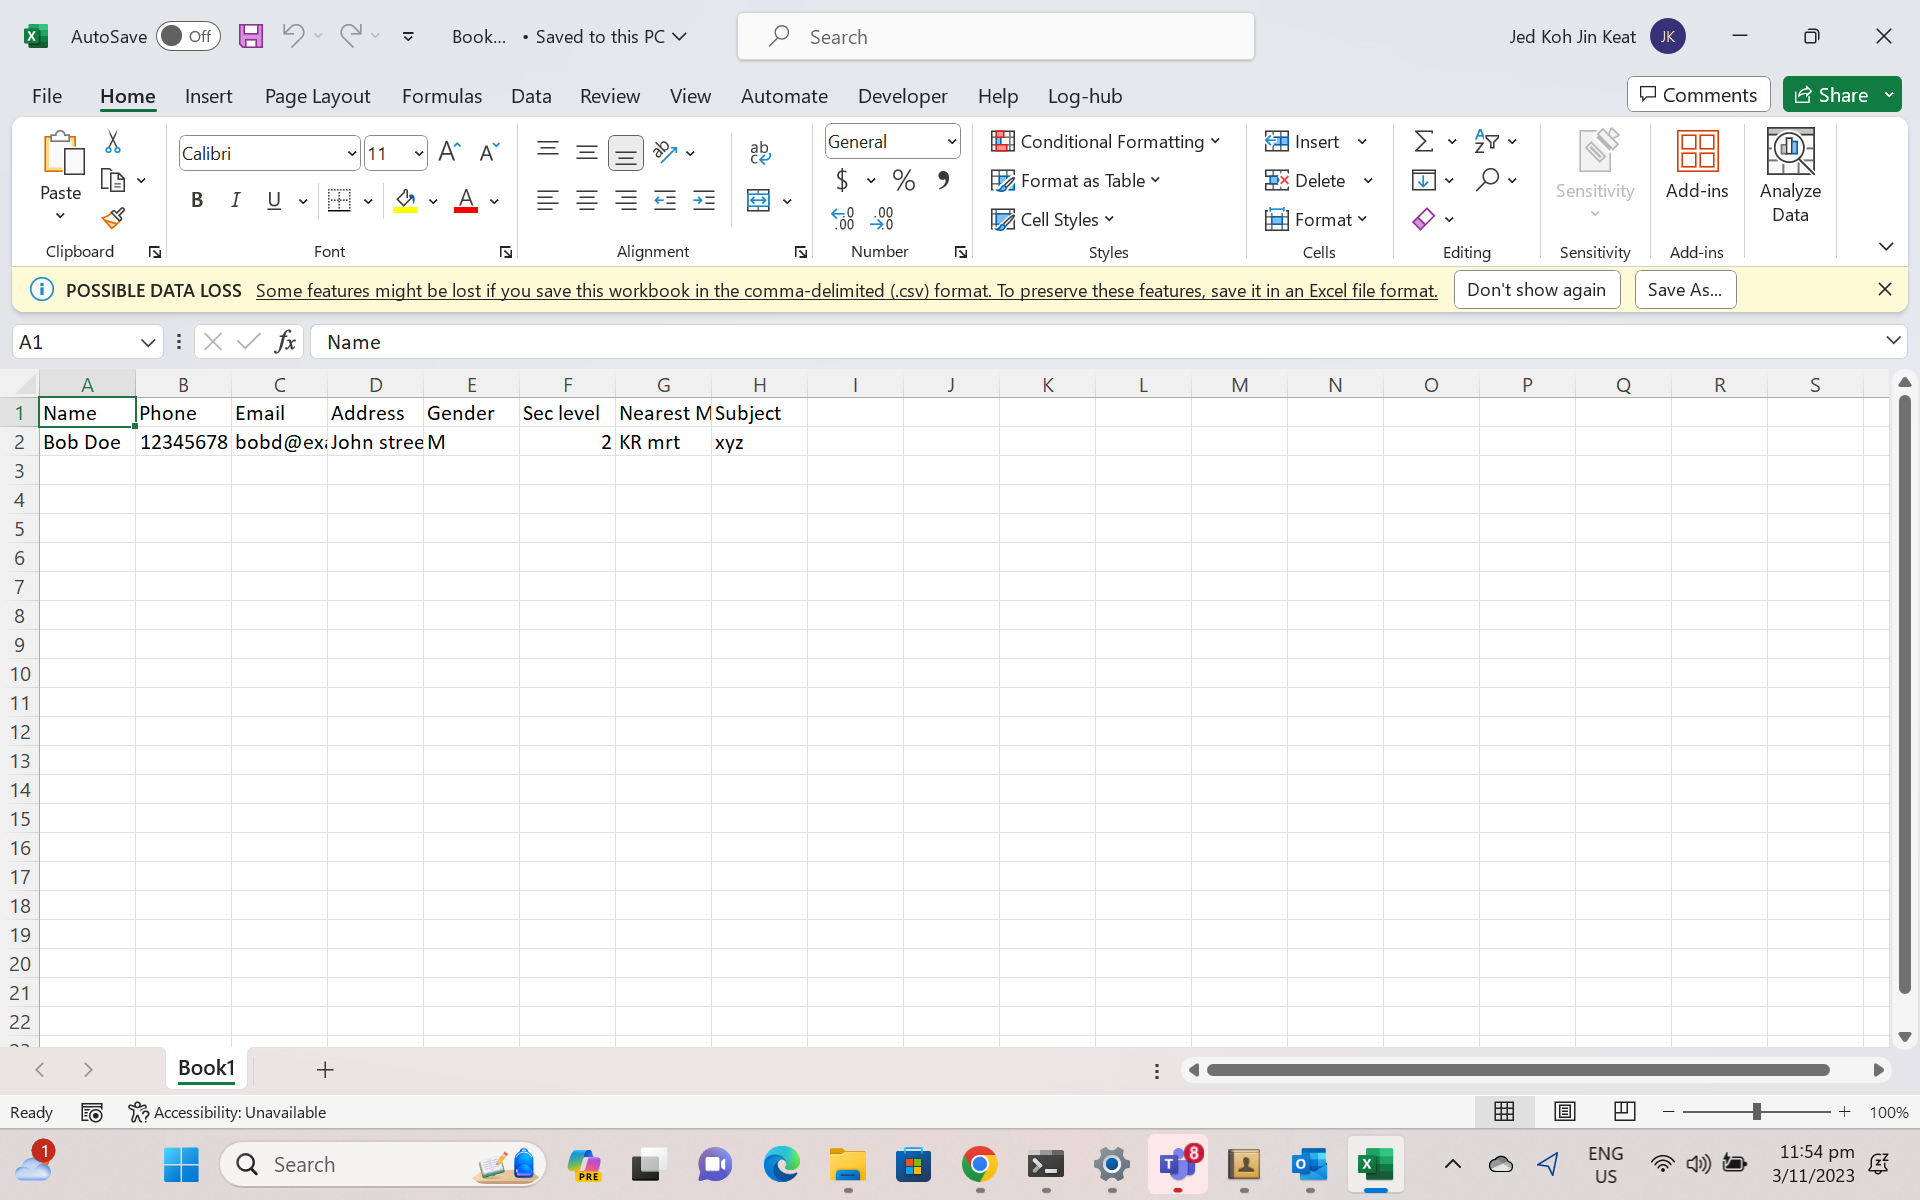 AutoSave Off Book... • Saved to this PC Search Jed Koh Jin Keat JK
File Home Insert Page Layout Formulas Data Review View Automate Developer Help Log-hub Comments Share
Paste
Clipboard
Calibri 11
B I U A
Font
ab
Alignment
General
$ % 9
Number
Conditional Formatting
Format as Table
Cell Styles
Styles
Insert
Delete
Format
Cells
Editing
Sensitivity
Sensitivity
Add-ins
Add-ins
Analyze
Data
POSSIBLE DATA LOSS Some features might be lost if you save this workbook in the comma-delimited (.csv) format. To preserve these features, save it in an Excel file format. Don't show again Save As...
A1 fx Name
A B C D E F G H I J K L M N O P Q R S
1 Name Phone Email Address Gender Sec level Nearest M Subject
2 Bob Doe 12345678 bobd@exa John stree M 2 KR mrt xyz
3
4
5
6
7
8
9
10
11
12
13
14
15
16
17
18
19
20
21
22
Book1
Ready Accessibility: Unavailable 100%
1 Search PRE 8 ENG 11:54 pm
US 3/11/2023